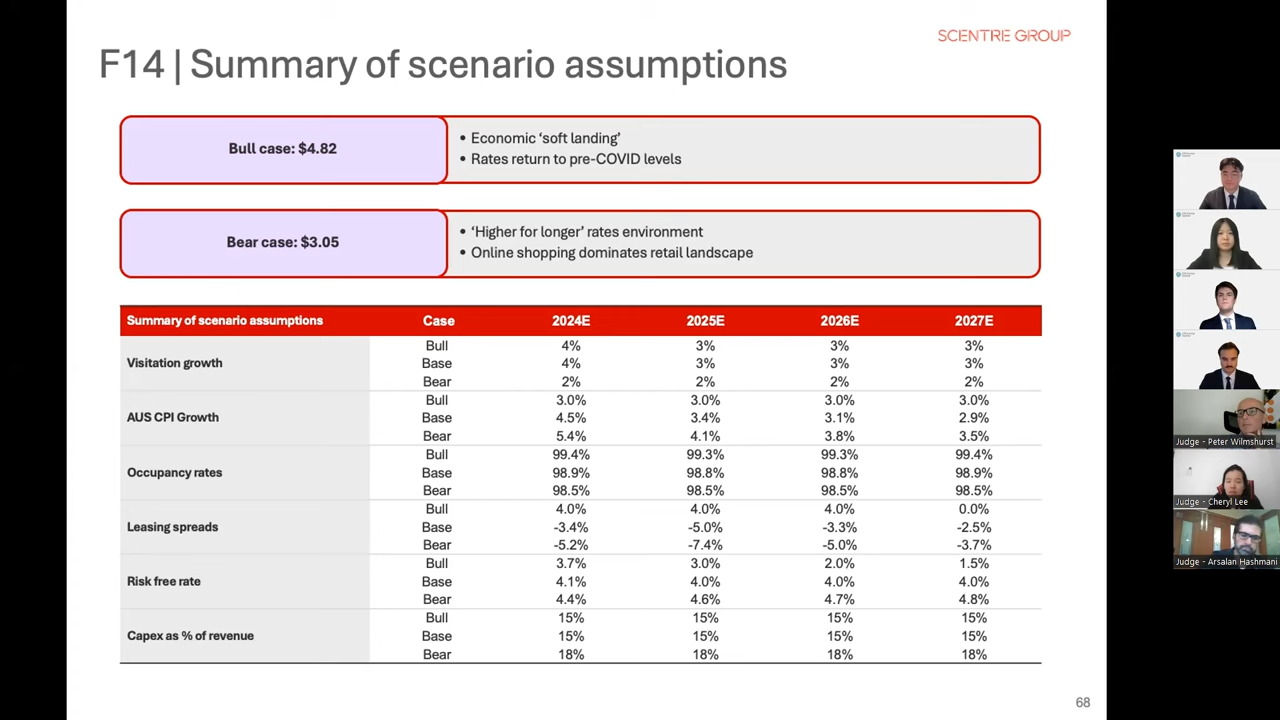 SCENTRE GROUP
F14 | Summary of scenario assumptions
Bull case: $4.82
• Economic ‘soft landing’
• Rates return to pre-COVID levels
Bear case: $3.05
• ‘Higher for longer’ rates environment
• Online shopping dominates retail landscape
Summary of scenario assumptions Case 2024E 2025E 2026E 2027E
Visitation growth
Bull 4% 3% 3% 3%
Base 4% 3% 3% 3%
Bear 2% 2% 2% 2%
AUS CPI Growth
Bull 3.0% 3.0% 3.0% 3.0%
Base 4.5% 3.4% 3.1% 2.9%
Bear 5.4% 4.1% 3.8% 3.5%
Occupancy rates
Bull 99.4% 99.3% 99.3% 99.4%
Base 98.9% 98.8% 98.8% 98.9%
Bear 98.5% 98.5% 98.5% 98.5%
Leasing spreads
Bull 4.0% 4.0% 4.0% 0.0%
Base -3.4% -5.0% -3.3% -2.5%
Bear -5.2% -7.4% -5.0% -3.7%
Risk free rate
Bull 3.7% 3.0% 2.0% 1.5%
Base 4.1% 4.0% 4.0% 4.0%
Bear 4.4% 4.6% 4.7% 4.8%
Capex as % of revenue
Bull 15% 15% 15% 15%
Base 15% 15% 15% 15%
Bear 18% 18% 18% 18%
68
Judge - Peter Wilmshurst
Judge - Cheryl Lee
Judge - Arsalan Hashmani